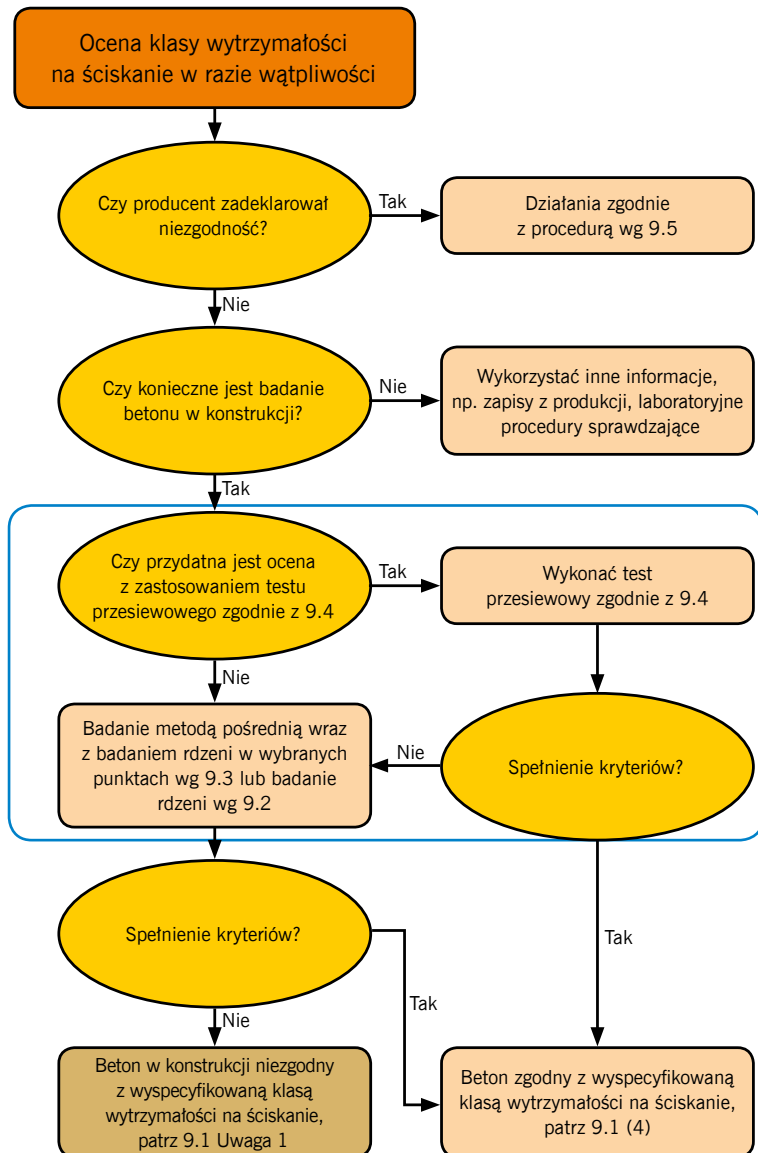 Ocena klasy wytrzymałości
na ściskanie w razie wątpliwości
Czy producent zadeklarował
niezgodność?
Tak
Działania zgodnie
z procedurą wg 9.5
Nie
Czy konieczne jest badanie
betonu w konstrukcji?
Nie
Wykorzystać inne informacje,
np. zapisy z produkcji, laboratoryjne
procedury sprawdzające
Tak
Czy przydatna jest ocena
z zastosowaniem testu
przesiewowego zgodnie z 9.4
Tak
Wykonać test
przesiewowy zgodnie z 9.4
Nie
Badanie metodą pośrednią wraz
z badaniem rdzeni w wybranych
punktach wg 9.3 lub badanie
rdzeni wg 9.2
Nie
Spełnienie kryteriów?
Spełnienie kryteriów?
Tak
Tak
Nie
Beton w konstrukcji niezgodny
z wyspecyfikowaną klasą
wytrzymałości na ściskanie,
patrz 9.1 Uwaga 1
Beton zgodny z wyspecyfikowaną
klasą wytrzymałości na ściskanie,
patrz 9.1 (4)